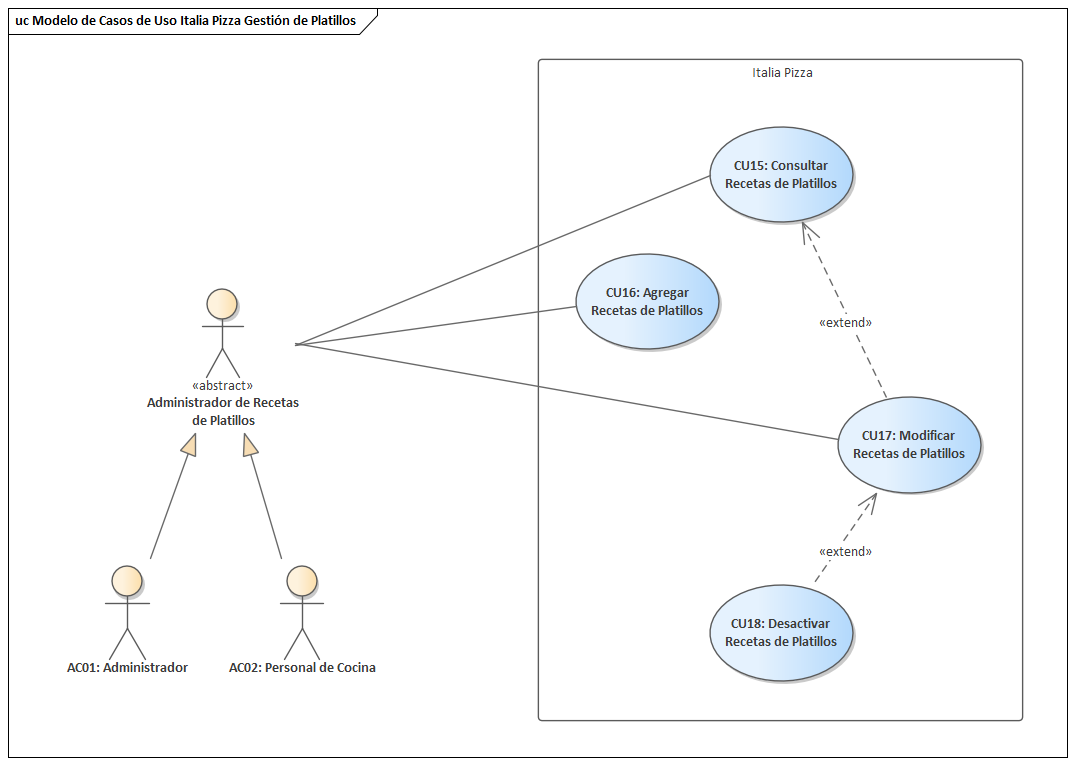 uc Modelo de Casos de Uso Italia Pizza Gestión de Platillos
Italia Pizza
CU15: Consultar
Recetas de Platillos
CU16: Agregar
Recetas de Platillos
«extend»
«abstract»
Administrador de Recetas
de Platillos
CU17: Modificar
Recetas de Platillos
«extend»
CU18: Desactivar
Recetas de Platillos
AC01: Administrador
AC02: Personal de Cocina